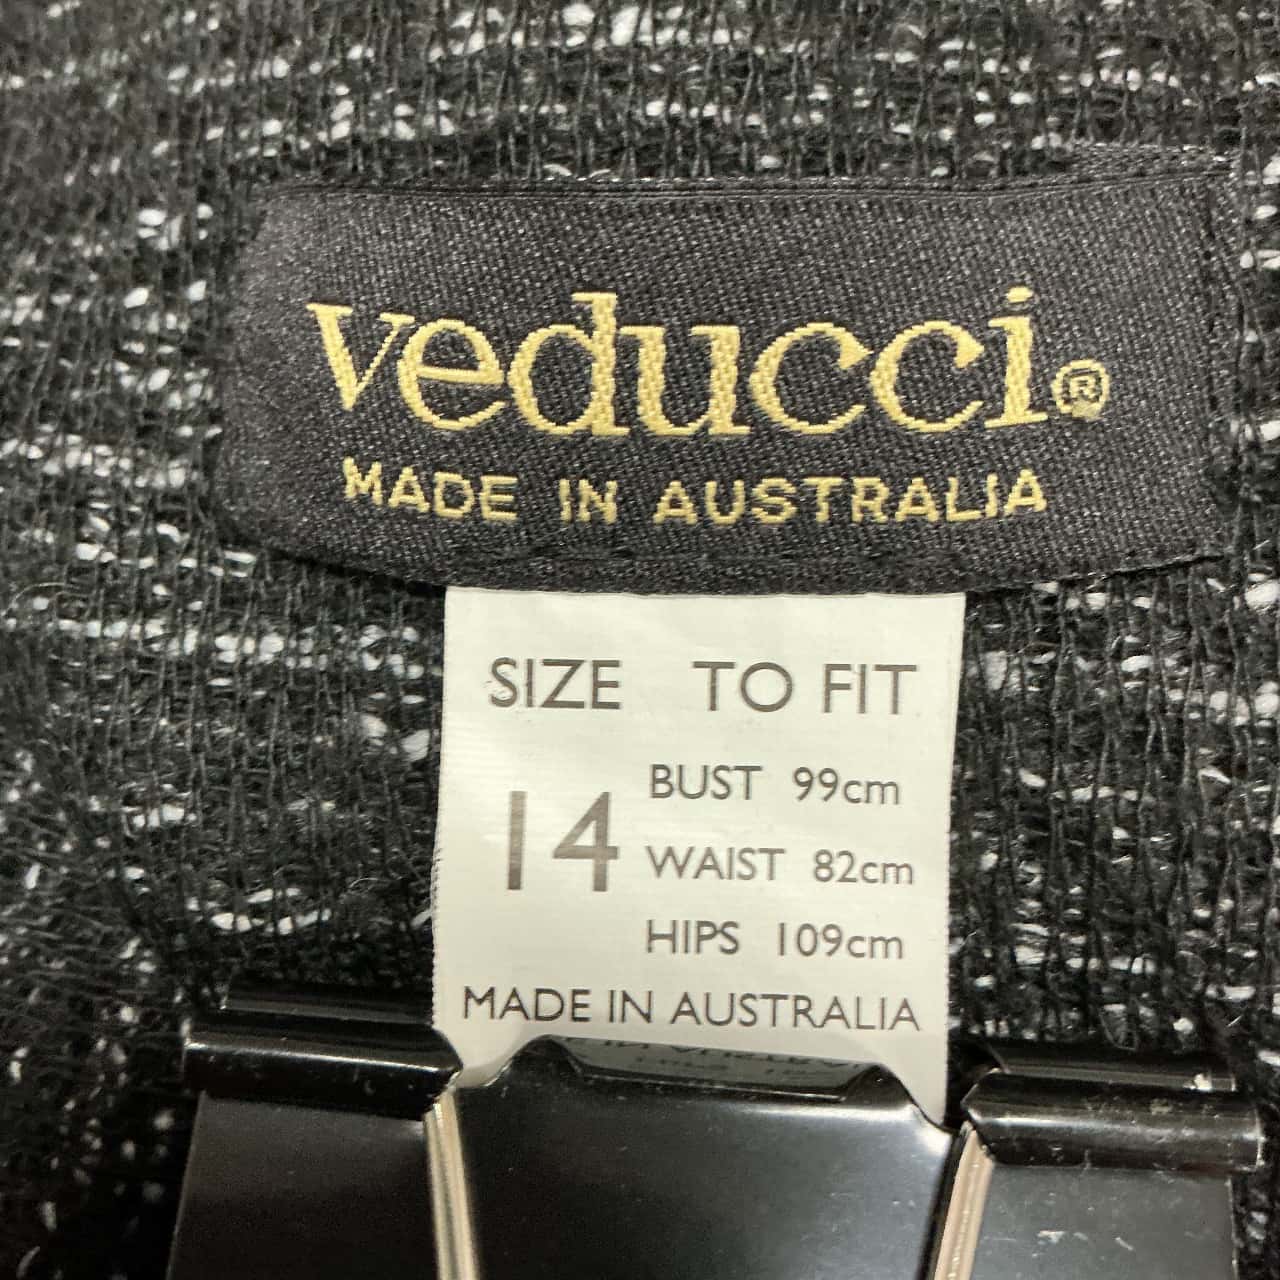 veducci®
MADE IN AUSTRALIA
SIZE TO FIT
14
BUST 99cm
WAIST 82cm
HIPS 109cm
MADE IN AUSTRALIA